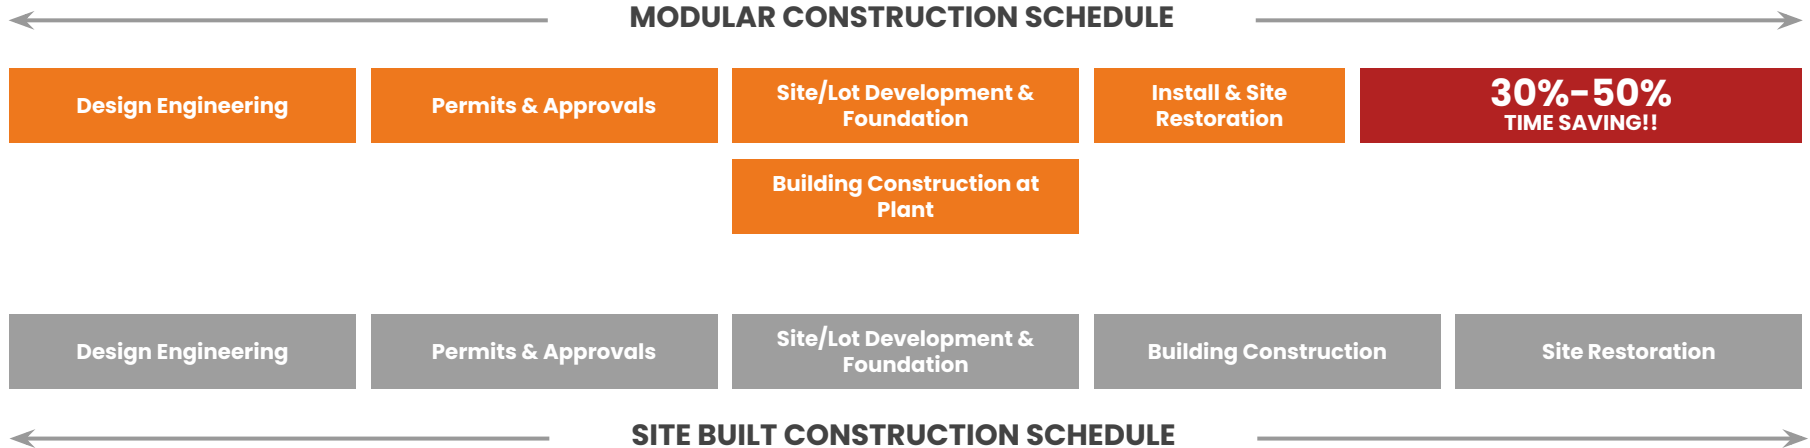 MODULAR CONSTRUCTION SCHEDULE
Design Engineering
Permits & Approvals
Site/Lot Development &
Foundation
Install & Site
Restoration
30%-50%
TIME SAVING!!
Building Construction at
Plant
Design Engineering
Permits & Approvals
Site/Lot Development &
Foundation
Building Construction
Site Restoration
SITE BUILT CONSTRUCTION SCHEDULE